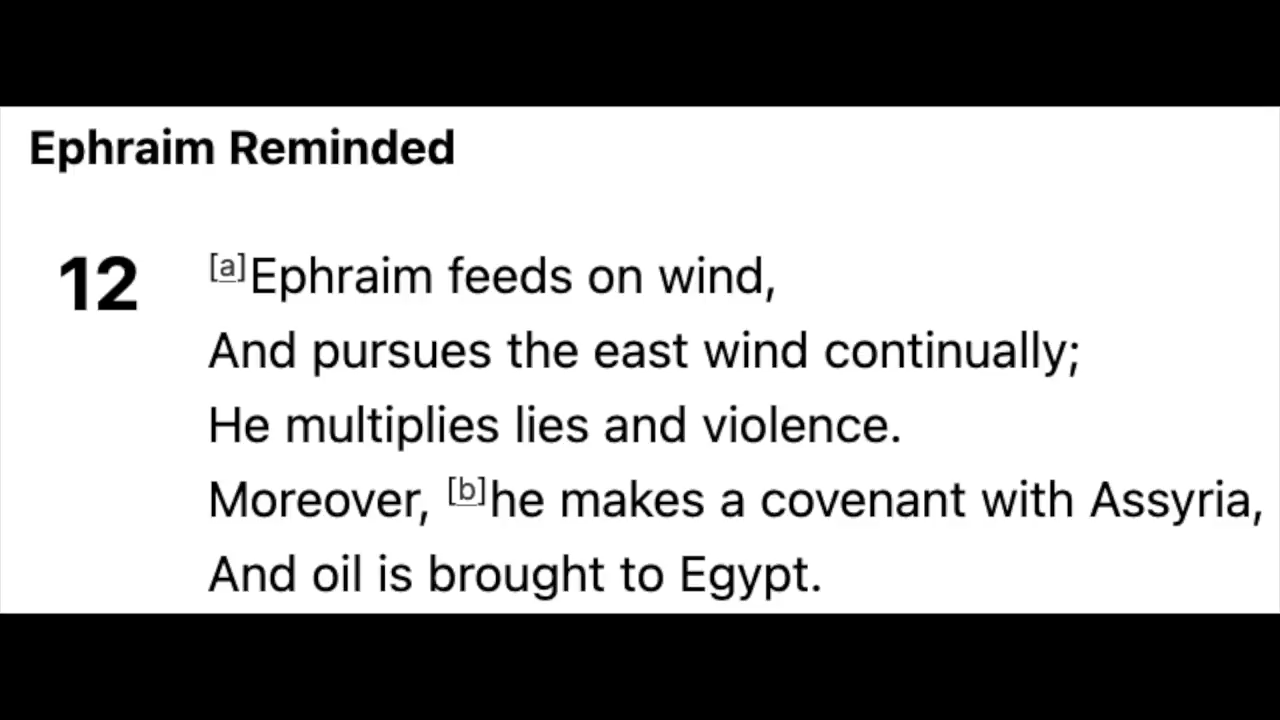 Ephraim Reminded
12 [a]Ephraim feeds on wind,
And pursues the east wind continually;
He multiplies lies and violence.
Moreover, [b]he makes a covenant with Assyria,
And oil is brought to Egypt.